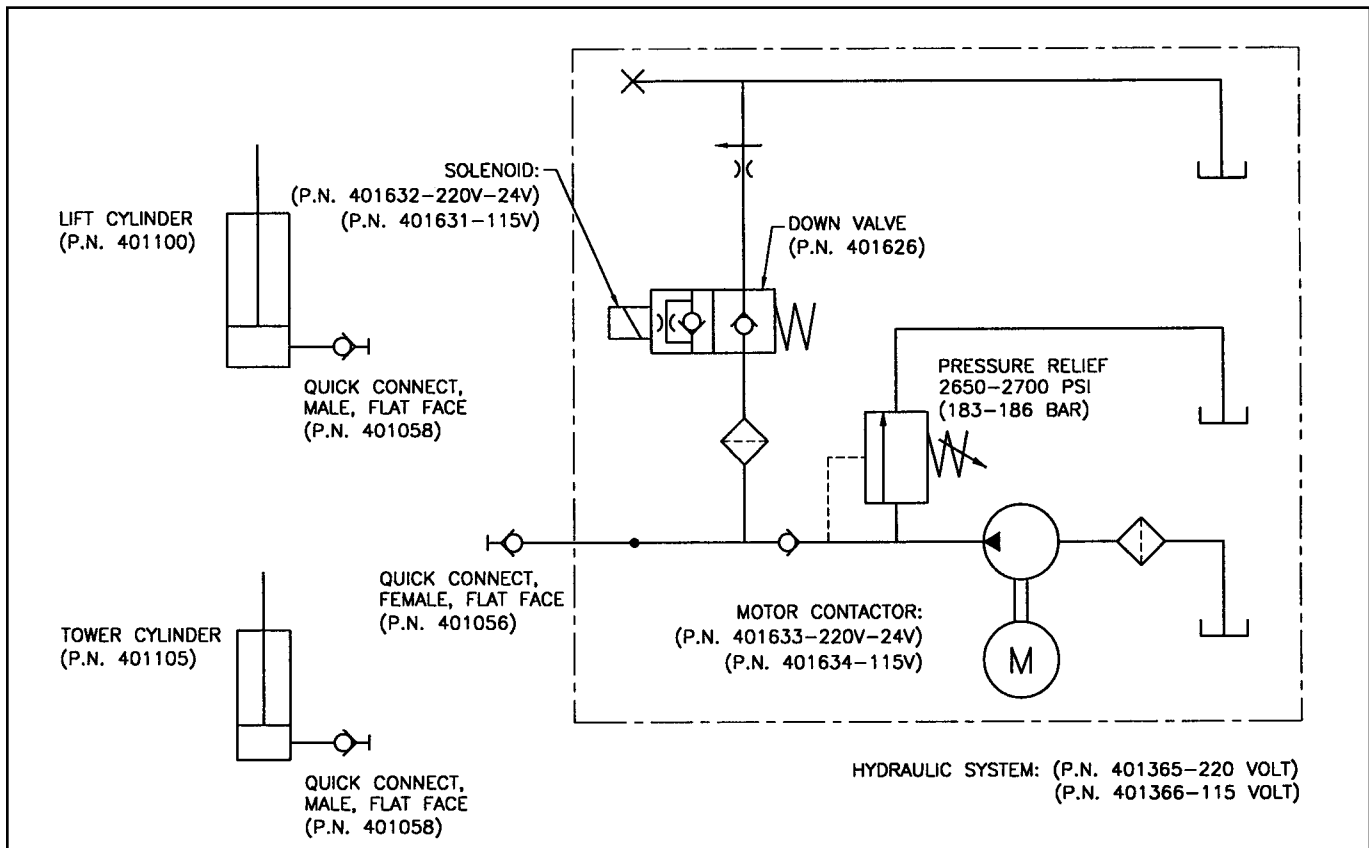 SOLENOID:
(P.N. 401632-220V-24V)
(P.N. 401631-115V)
LIFT CYLINDER
(P.N. 401100)
DOWN VALVE
(P.N. 401626)
QUICK CONNECT,
MALE, FLAT FACE
(P.N. 401058)
PRESSURE RELIEF
2650-2700 PSI
(183-186 BAR)
QUICK CONNECT,
FEMALE, FLAT FACE
(P.N. 401056)
MOTOR CONTACTOR:
(P.N. 401633-220V-24V)
(P.N. 401634-115V)
M
TOWER CYLINDER
(P.N. 401105)
QUICK CONNECT,
MALE, FLAT FACE
(P.N. 401058)
HYDRAULIC SYSTEM: (P.N. 401365-220 VOLT)
(P.N. 401366-115 VOLT)